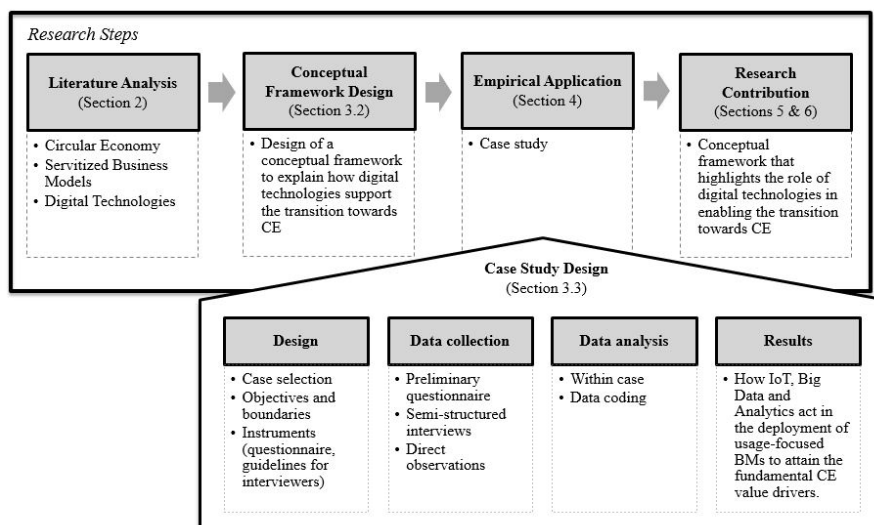 Research Steps
Literature Analysis
(Section 2)
• Circular Economy
• Servitized Business
Models
• Digital Technologies
Conceptual
Framework Design
(Section 3.2)
• Design of a
conceptual framework
to explain how digital
technologies support
the transition towards
CE
Empirical Application
(Section 4)
• Case study
Research
Contribution
(Sections 5 & 6)
• Conceptual
framework that
highlights the role of
digital technologies in
enabling the transition
towards CE
Case Study Design
(Section 3.3)
Design
• Case selection
• Objectives and
boundaries
• Instruments
(questionnaire,
guidelines for
interviewers)
Data collection
• Preliminary
questionnaire
• Semi-structured
interviews
• Direct
observations
Data analysis
• Within case
• Data coding
Results
• How IoT, Big
Data and
Analytics act in
the deployment of
usage-focused
BMs to attain the
fundamental CE
value drivers.